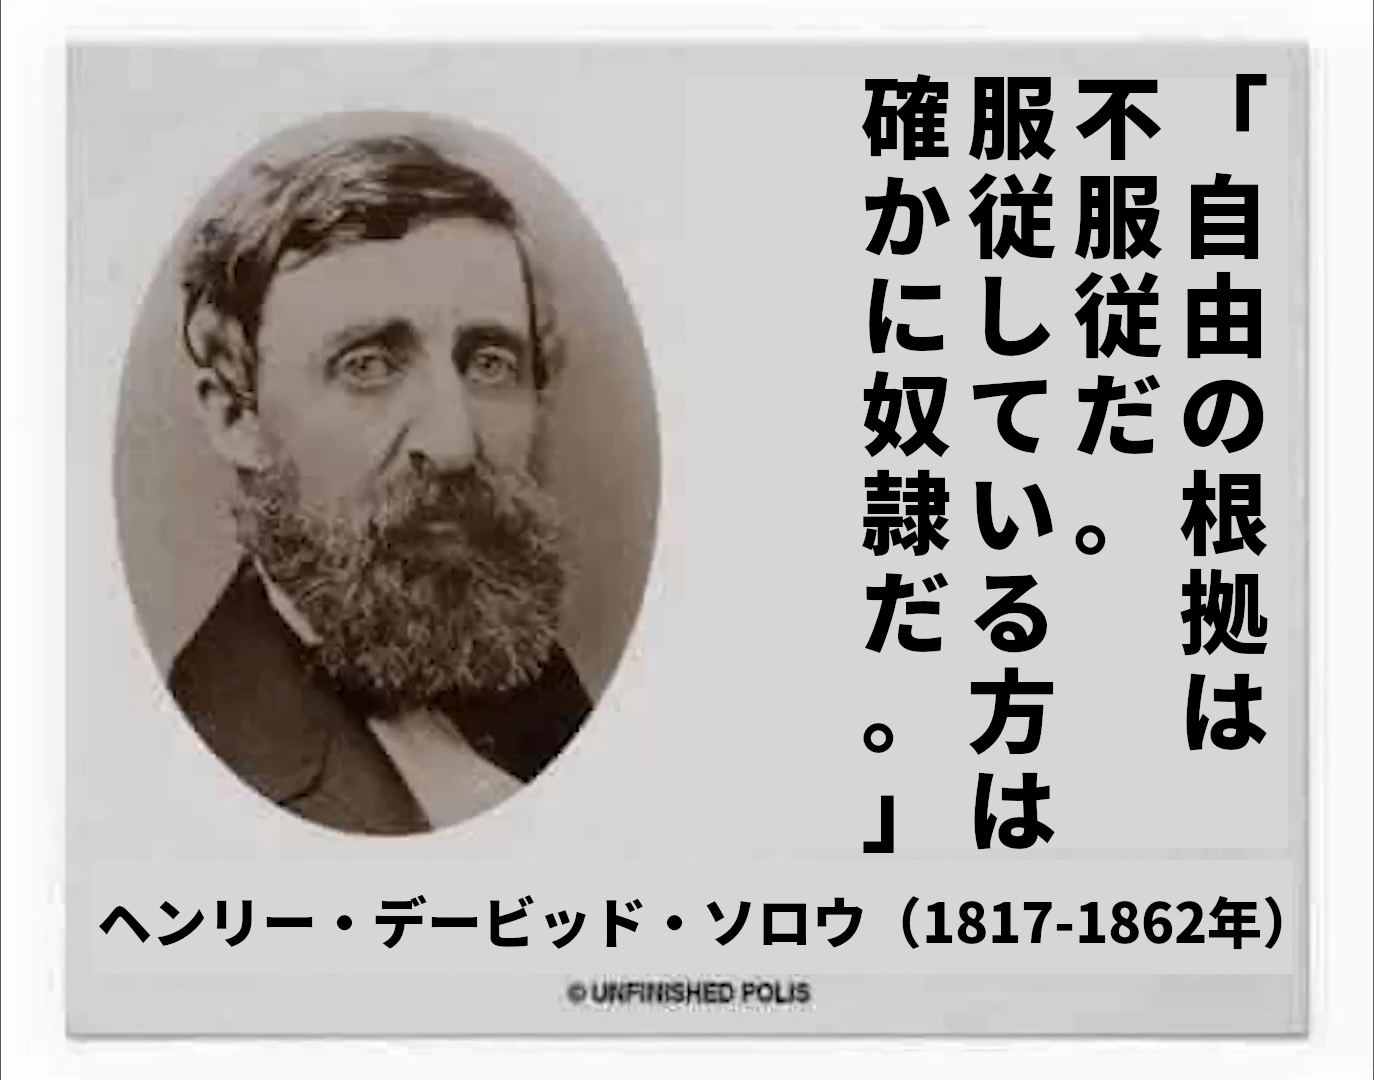 「自由の根拠は
不服従だ。
服従している方は
確かに奴隷だ。」
ヘンリー・デービッド・ソロウ（1817-1862年）
© UNFINISHED POLIS